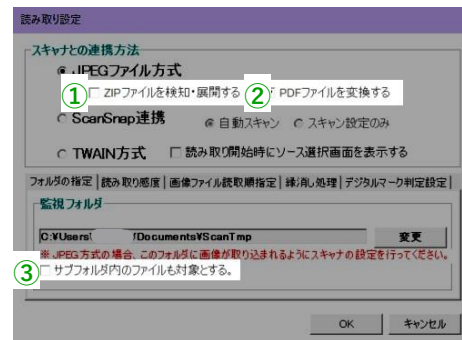 読み取り設定
スキャナとの連携方法
JPEGファイル方式
① ZIPファイルを検知・展開する ② PDFファイルを変換する
ScanSnap連携 自動スキャン スキャン設定のみ
TWAIN方式 読み取り開始時にソース選択画面を表示する
フォルダの指定 読み取り感度 画像ファイル読取順指定 縁消し処理 デジタルマーク判定設定
監視フォルダ
C:¥Users¥ /Documents¥ScanTmp 変更
※JPEG方式の場合、このフォルダに画像が取り込まれるようにスキャナの設定を行ってください。
③ サブフォルダ内のファイルも対象とする。
OK キャンセル